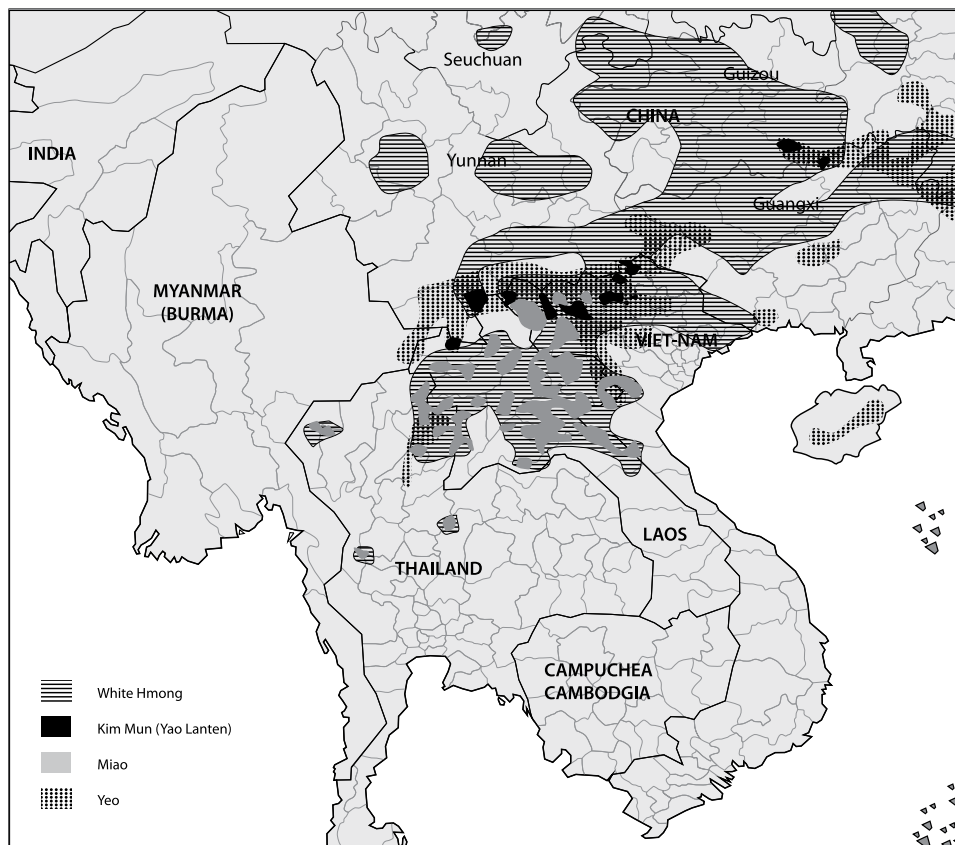 Seuchuan
Guizou
CHINA
INDIA
Yunnan
Guangxi
MYANMAR
(BURMA)
VIET-NAM
LAOS
THAILAND
CAMPUCHEA
CAMBODGIA
White Hmong
Kim Mun (Yao Lanten)
Miao
Yeo